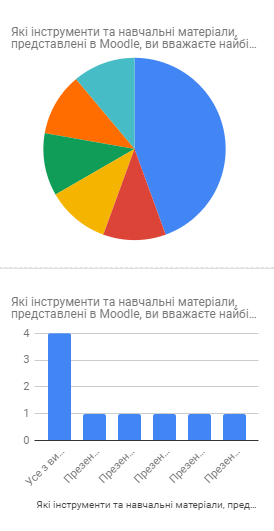 Які інструменти та навчальні матеріали,
представлені в Moodle, ви вважаєте найбі...
Які інструменти та навчальні матеріали,
представлені в Moodle, ви вважаєте найбі...
4
3
2
1
0
Усе з ви...
Презен...
Презен...
Презен...
Презен...
Презен...
Які інструменти та навчальні матеріали, пред...